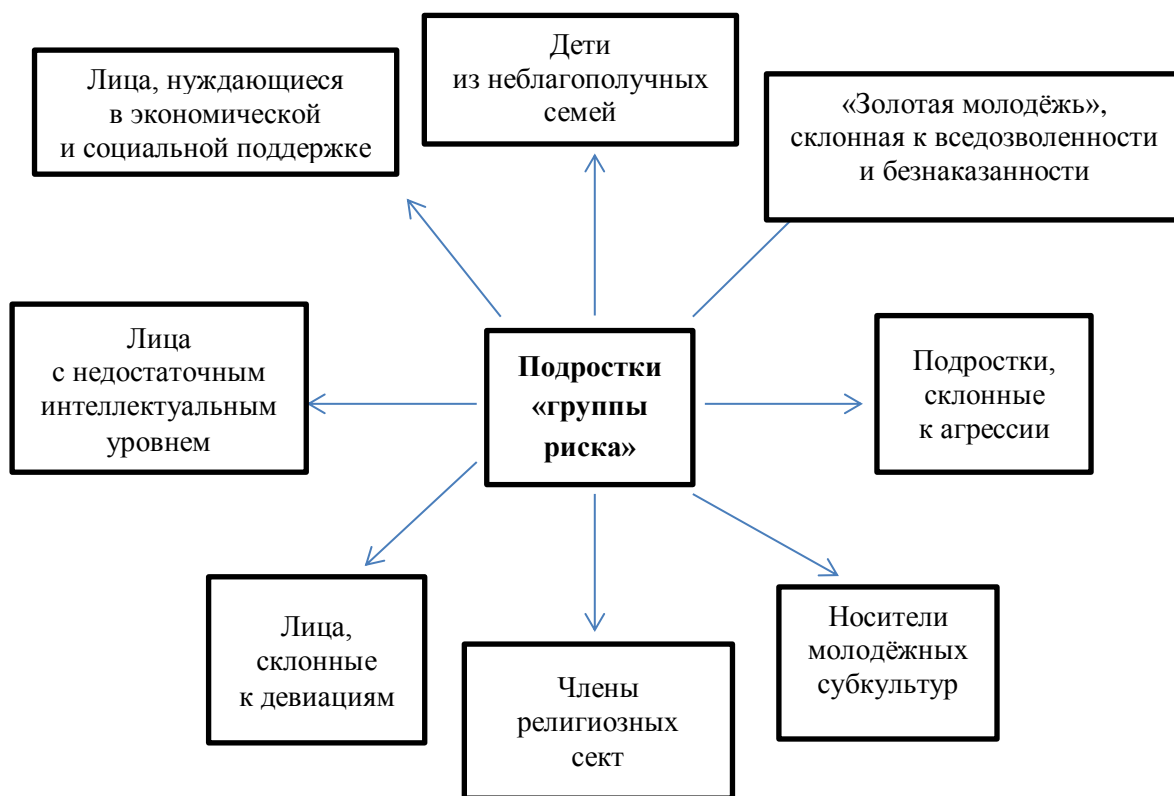 Дети
из неблагополучных
семей
Лица, нуждающиеся
в экономической
и социальной поддержке
«Золотая молодёжь»,
склонная к вседозволенности
и безнаказанности
Лица
с недостаточным
интеллектуальным
уровнем
Подростки
«группы
риска»
Подростки,
склонные
к агрессии
Лица,
склонные
к девиациям
Члены
религиозных
сект
Носители
молодёжных
субкультур